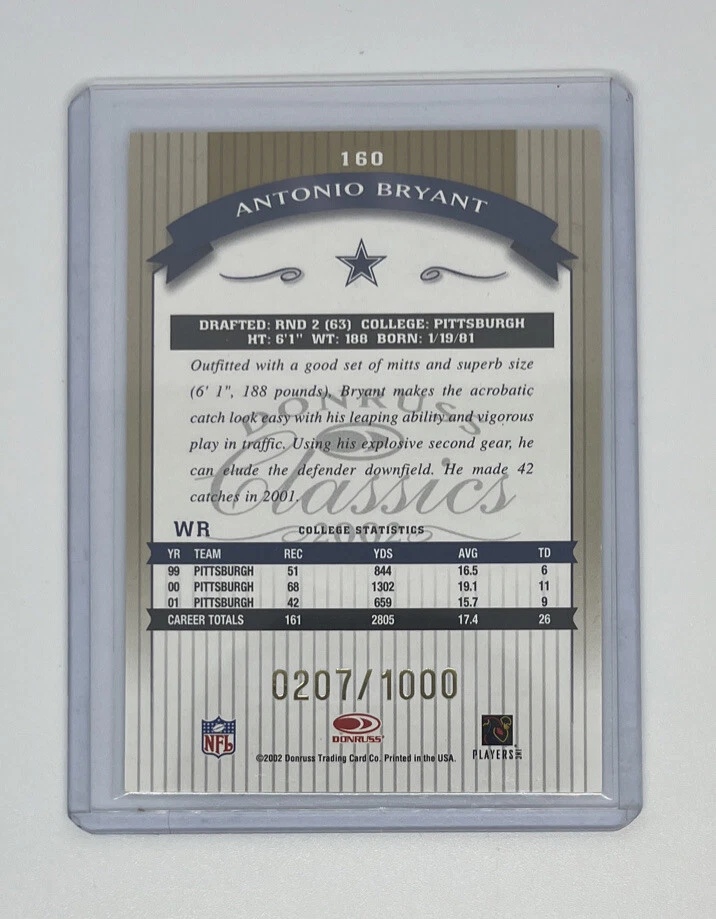 160
ANTONIO BRYANT
DRAFTED: RND 2 (63) COLLEGE: PITTSBURGH
HT: 6'1" WT: 188 BORN: 1/19/81
Outfitted with a good set of mitts and superb size
(6' 1", 188 pounds), Bryant makes the acrobatic
catch look easy with his leaping ability and vigorous
play in traffic. Using his explosive second gear, he
can elude the defender downfield. He made 42
catches in 2001.
DONRUSS
Classics
2002
WR COLLEGE STATISTICS
YR TEAM REC YDS AVG TD
99 PITTSBURGH 51 844 16.5 6
00 PITTSBURGH 68 1302 19.1 11
01 PITTSBURGH 42 659 15.7 9
CAREER TOTALS 161 2805 17.4 26
0207/1000
NFL DONRUSS PLAYERS INC
©2002 Donruss Trading Card Co. Printed in the USA.